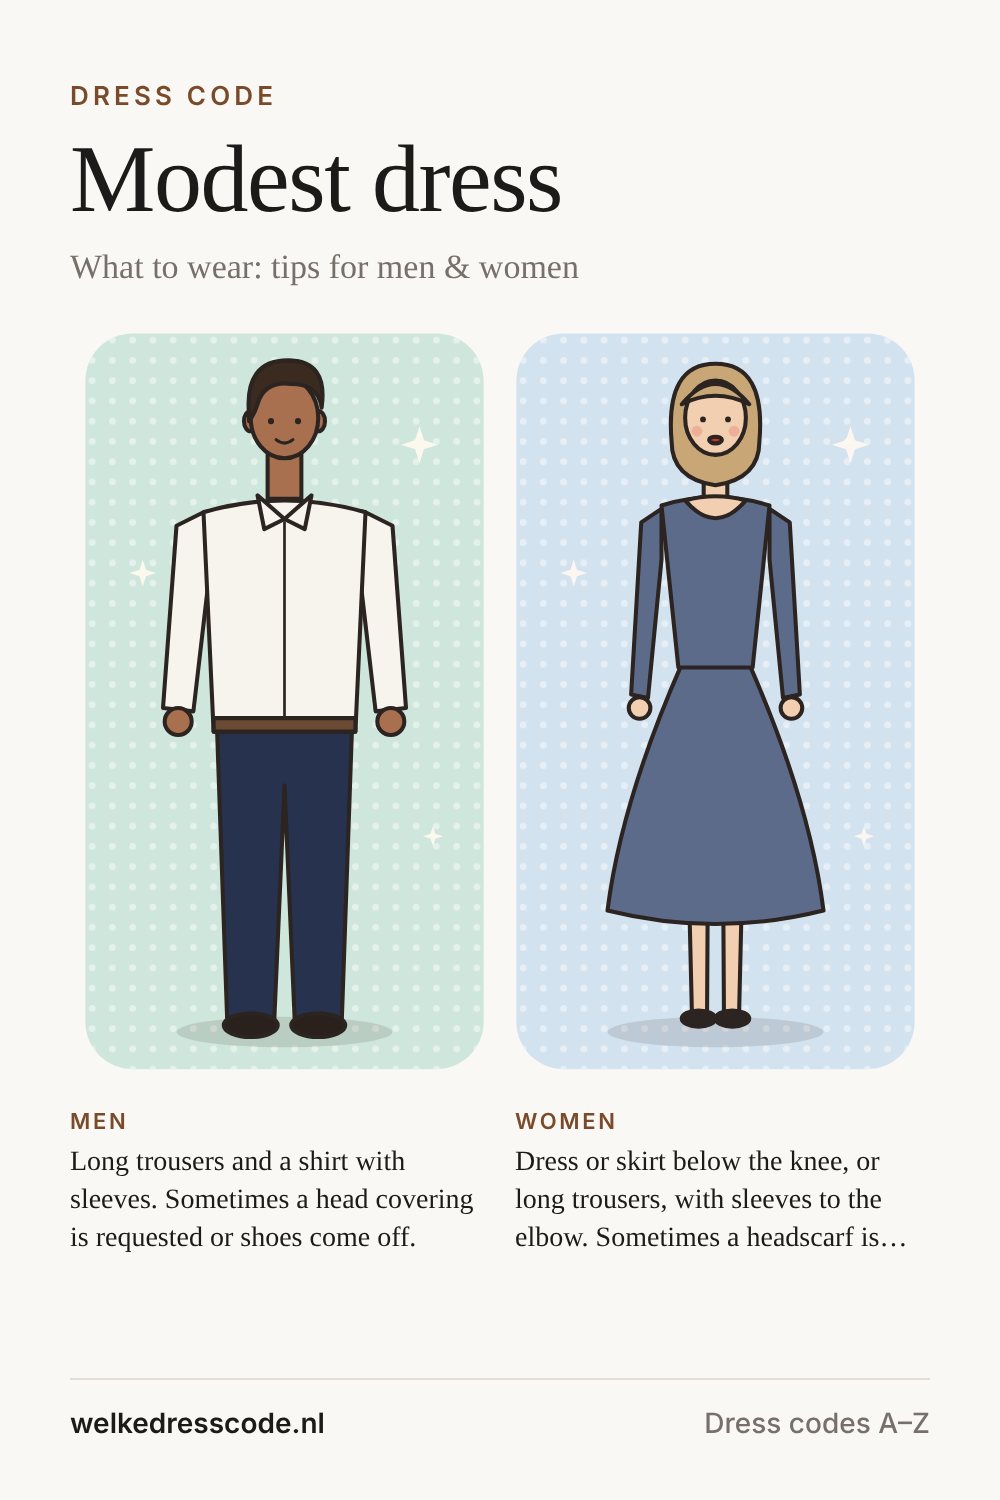 DRESS CODE
Modest dress
What to wear: tips for men & women
MEN
Long trousers and a shirt with
sleeves. Sometimes a head covering
is requested or shoes come off.
WOMEN
Dress or skirt below the knee, or
long trousers, with sleeves to the
elbow. Sometimes a headscarf is…
welkedresscode.nl
Dress codes A–Z